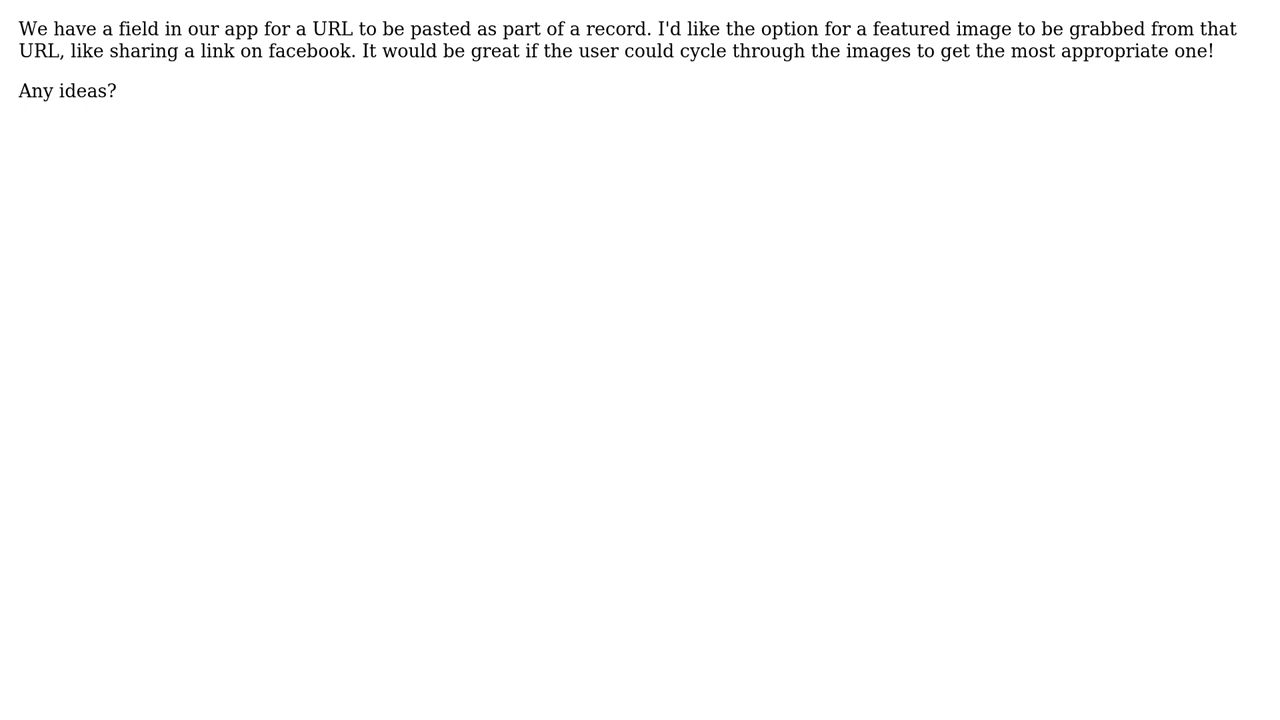 We have a field in our app for a URL to be pasted as part of a record. I'd like the option for a featured image to be grabbed from that
URL, like sharing a link on facebook. It would be great if the user could cycle through the images to get the most appropriate one!
Any ideas?